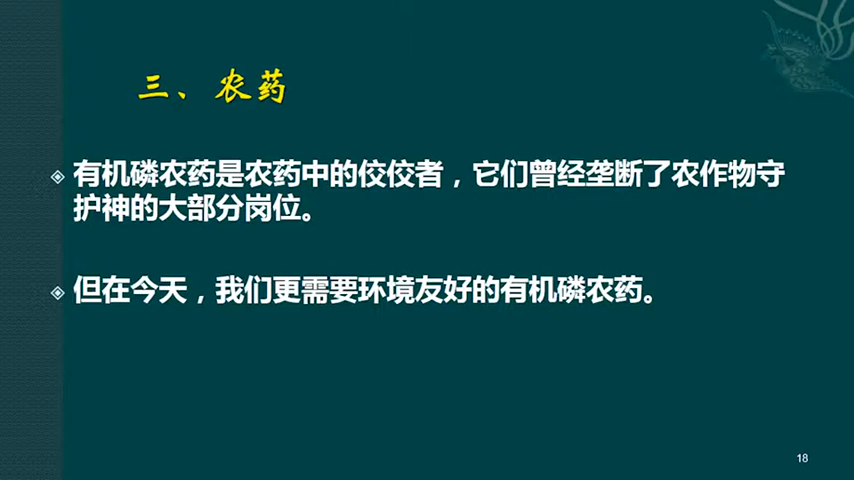 三、农药
有机磷农药是农药中的佼佼者，它们曾经垄断了农作物守
护神的大部分岗位。
但在今天，我们更需要环境友好的有机磷农药。
18